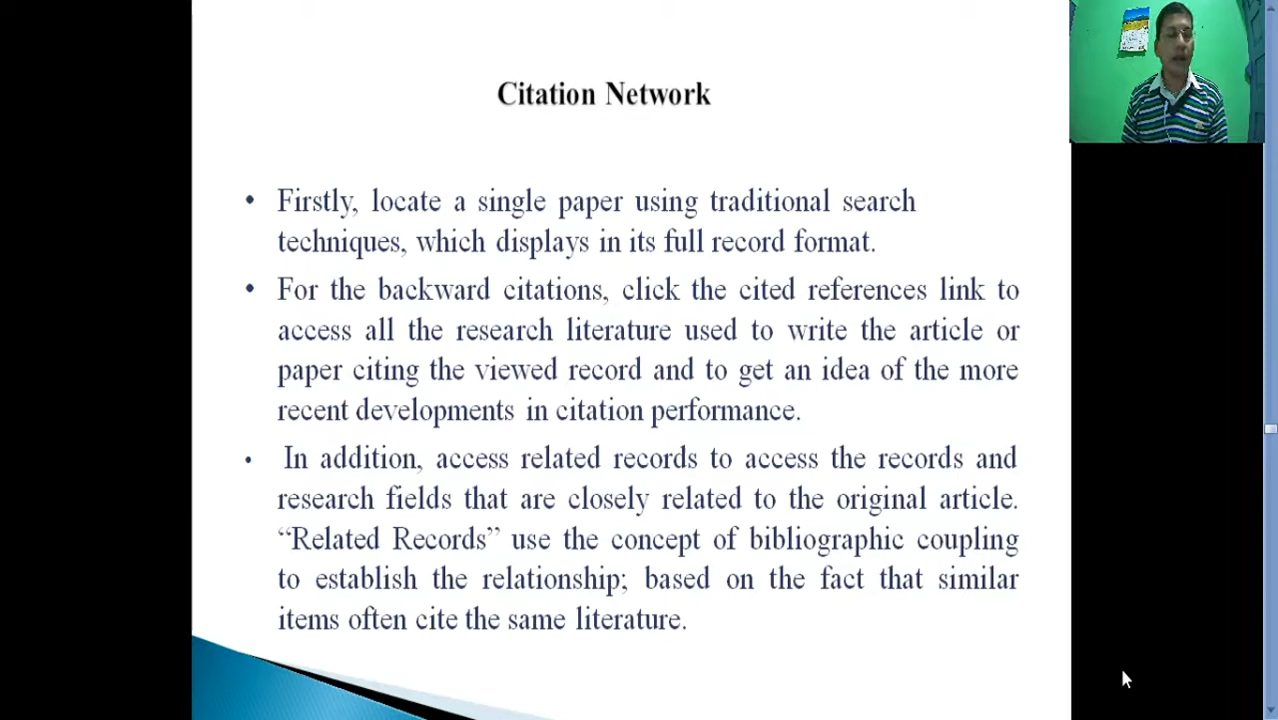 Citation Network
• Firstly, locate a single paper using traditional search
techniques, which displays in its full record format.
• For the backward citations, click the cited references link to
access all the research literature used to write the article or
paper citing the viewed record and to get an idea of the more
recent developments in citation performance.
• In addition, access related records to access the records and
research fields that are closely related to the original article.
“Related Records” use the concept of bibliographic coupling
to establish the relationship; based on the fact that similar
items often cite the same literature.